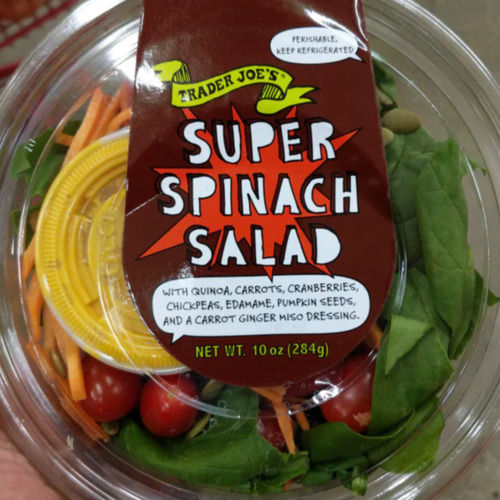 PERISHABLE,
KEEP REFRIGERATED
TRADER JOE'S®
SUPER
SPINACH
SALAD
WITH QUINOA, CARROTS, CRANBERRIES,
CHICKPEAS, EDAMAME, PUMPKIN SEEDS,
AND A CARROT GINGER MISO DRESSING.
NET WT. 10 oz (284g)